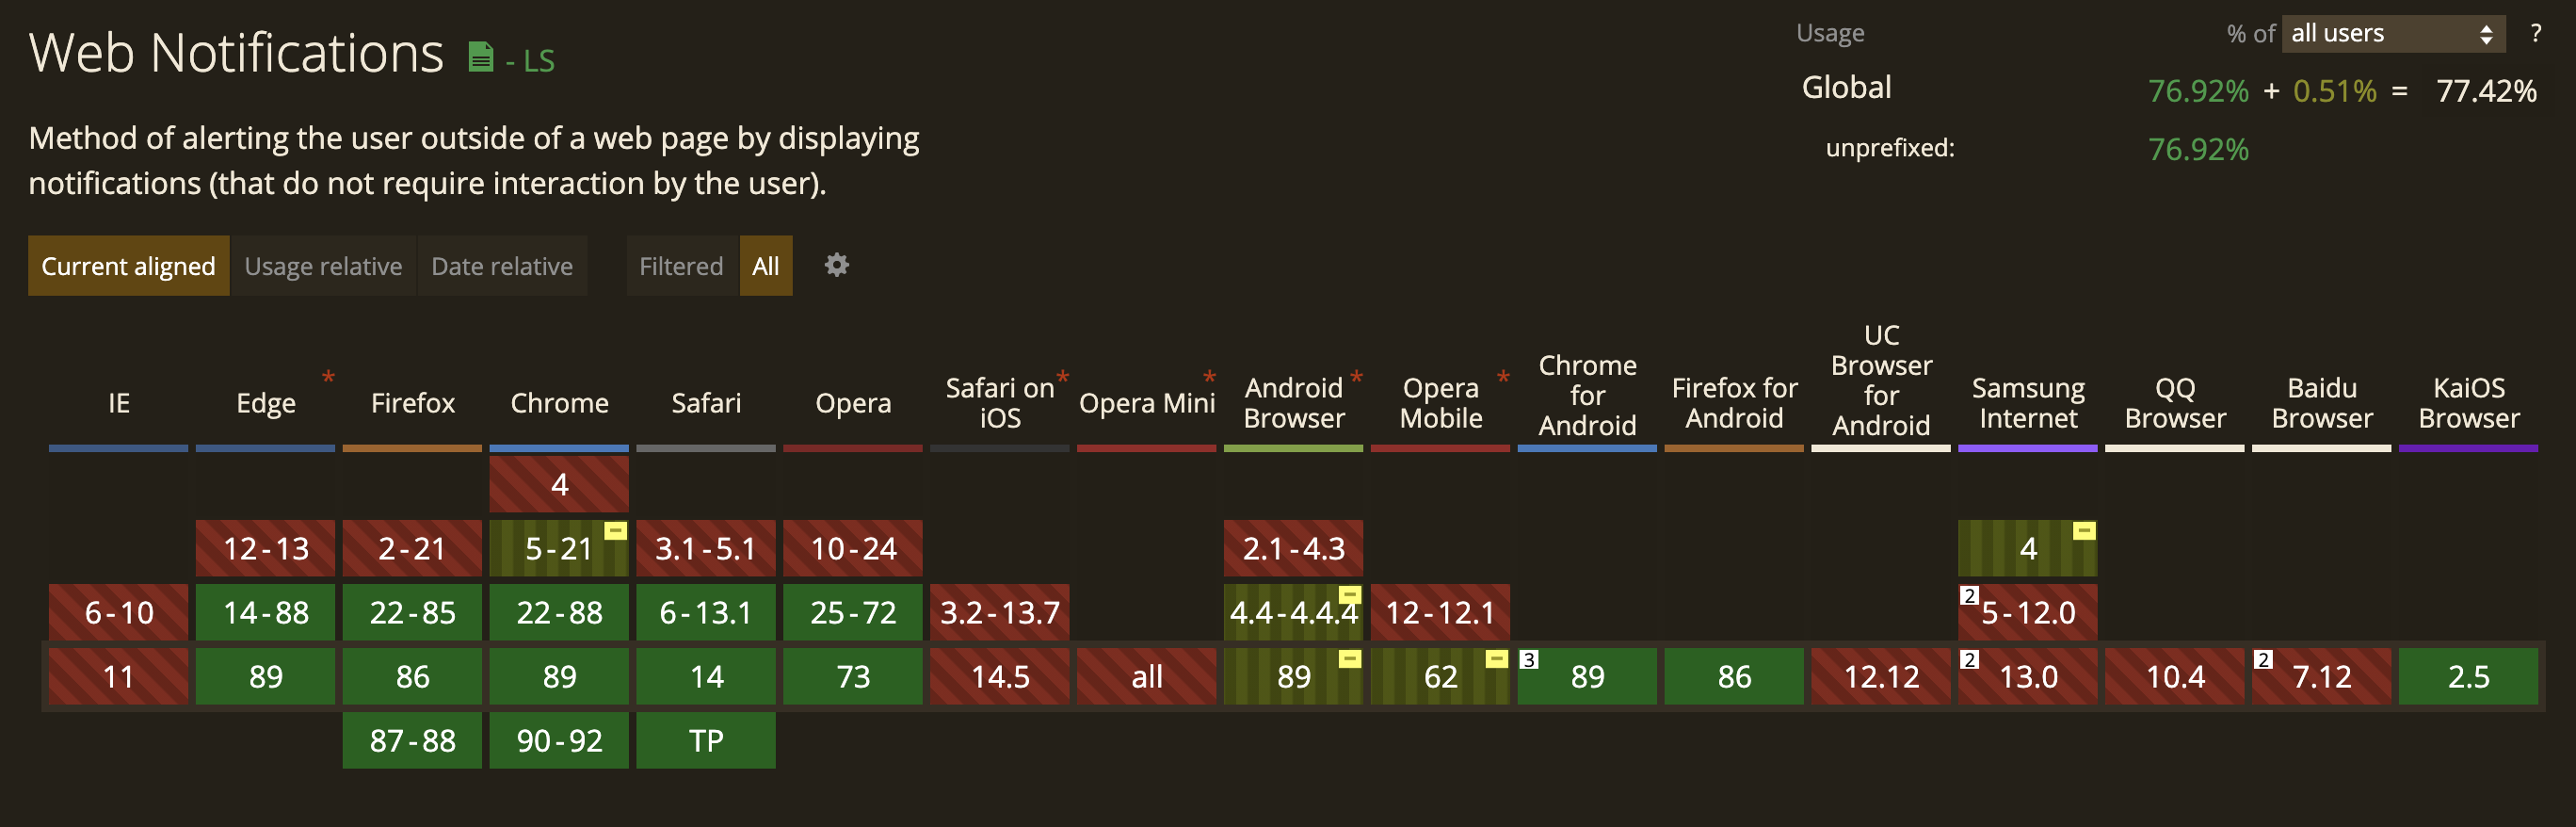 Web Notifications - LS
Usage % of all users ?
Global 76.92% + 0.51% = 77.42%
unprefixed: 76.92%
Method of alerting the user outside of a web page by displaying
notifications (that do not require interaction by the user).
Current aligned Usage relative Date relative Filtered All
IE Edge * Firefox Chrome Safari Opera Safari on iOS * Opera Mini * Android Browser * Opera Mobile * Chrome for Android Firefox for Android UC Browser for Android Samsung Internet QQ Browser Baidu Browser KaiOS Browser
4
12-13 2-21 5-21 3.1-5.1 10-24 2.1-4.3 4
6-10 14-88 22-85 22-88 6-13.1 25-72 3.2-13.7 4.4-4.4.4 12-12.1 2 5-12.0
11 89 86 89 14 73 14.5 all 89 62 3 89 86 12.12 2 13.0 10.4 2 7.12 2.5
87-88 90-92 TP